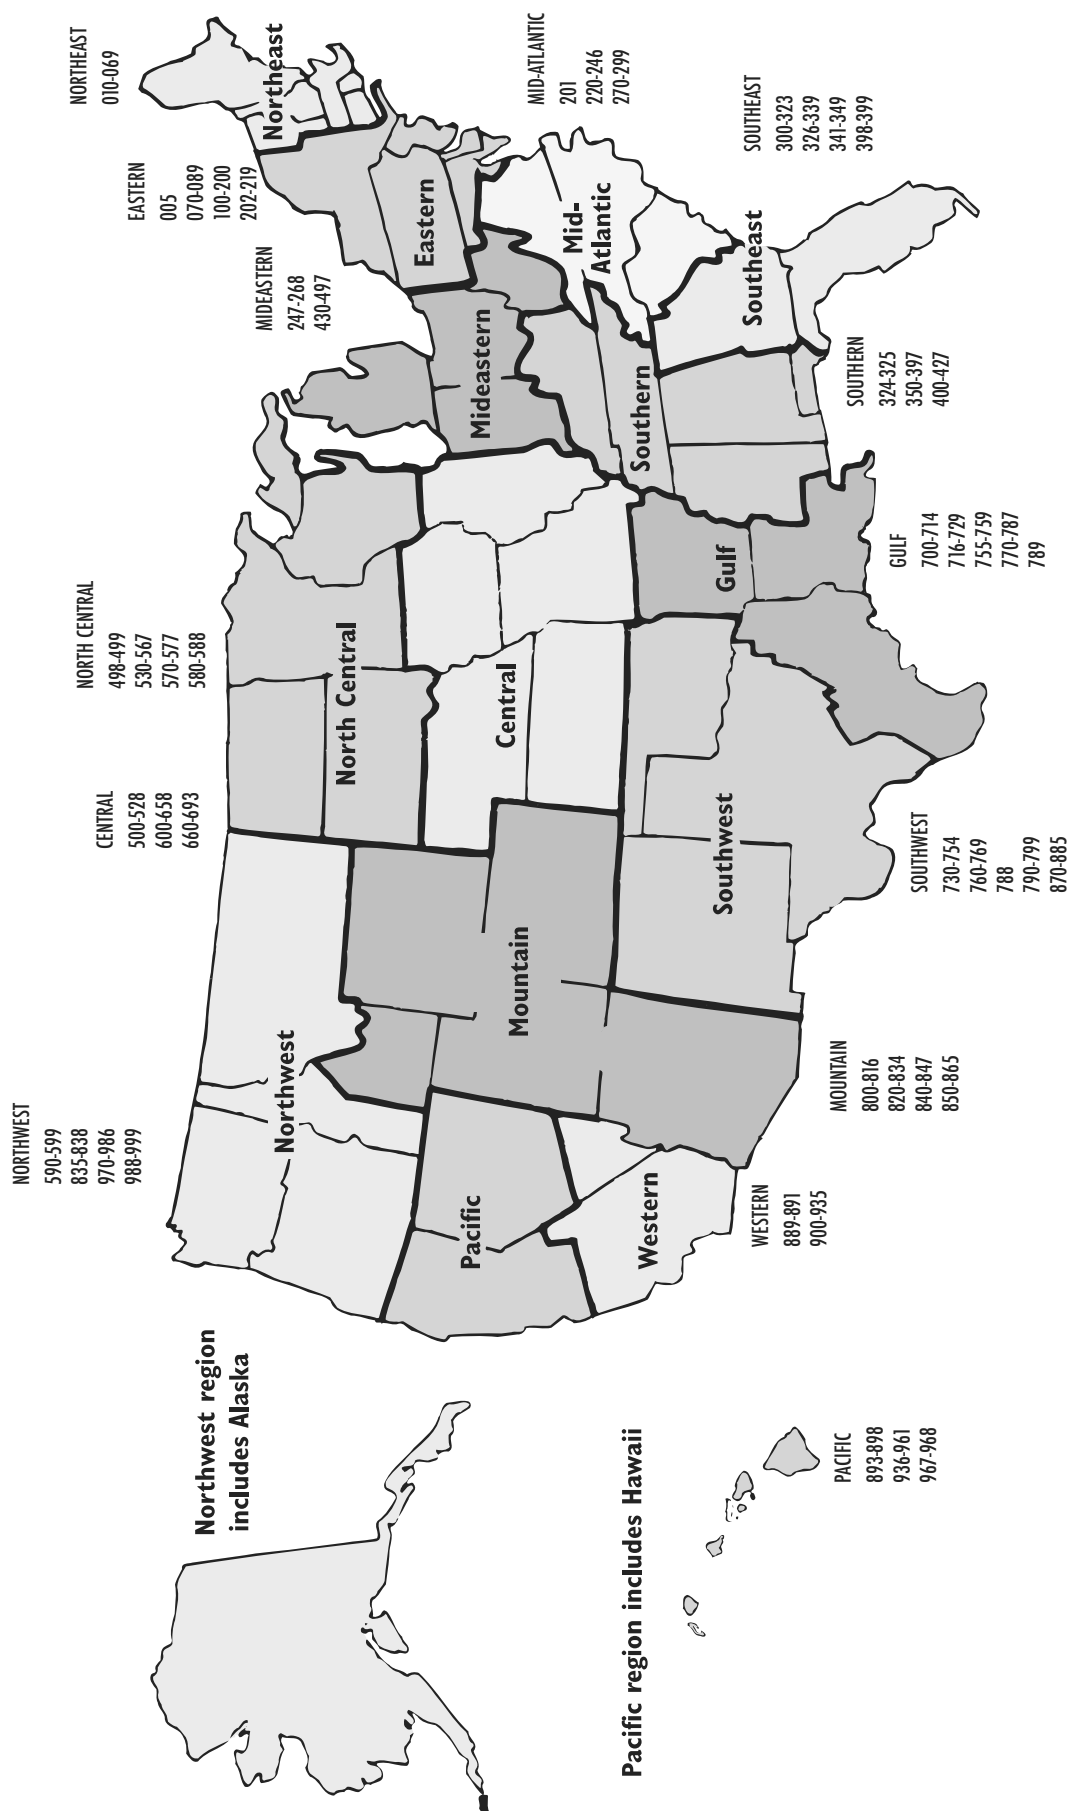 Northwest region
includes Alaska
Pacific region includes Hawaii
NORTHWEST
590-599
835-838
970-986
988-999
CENTRAL
500-528
600-658
660-693
NORTH CENTRAL
498-499
530-567
570-577
580-588
MIDEASTERN
247-268
430-497
EASTERN
005
070-089
100-200
202-219
NORTHEAST
010-069
Northwest
North Central
Northeast
Pacific
Mountain
Central
Mideastern
Eastern
Western
Southwest
Gulf
Southern
Southeast
Mid-
Atlantic
MID-ATLANTIC
201
220-246
270-299
SOUTHEAST
300-323
326-339
341-349
398-399
SOUTHERN
324-325
350-397
400-427
GULF
700-714
716-729
755-759
770-787
789
SOUTHWEST
730-754
760-769
788
790-799
870-885
MOUNTAIN
800-816
820-834
840-847
850-865
WESTERN
889-891
900-935
PACIFIC
893-898
936-961
967-968